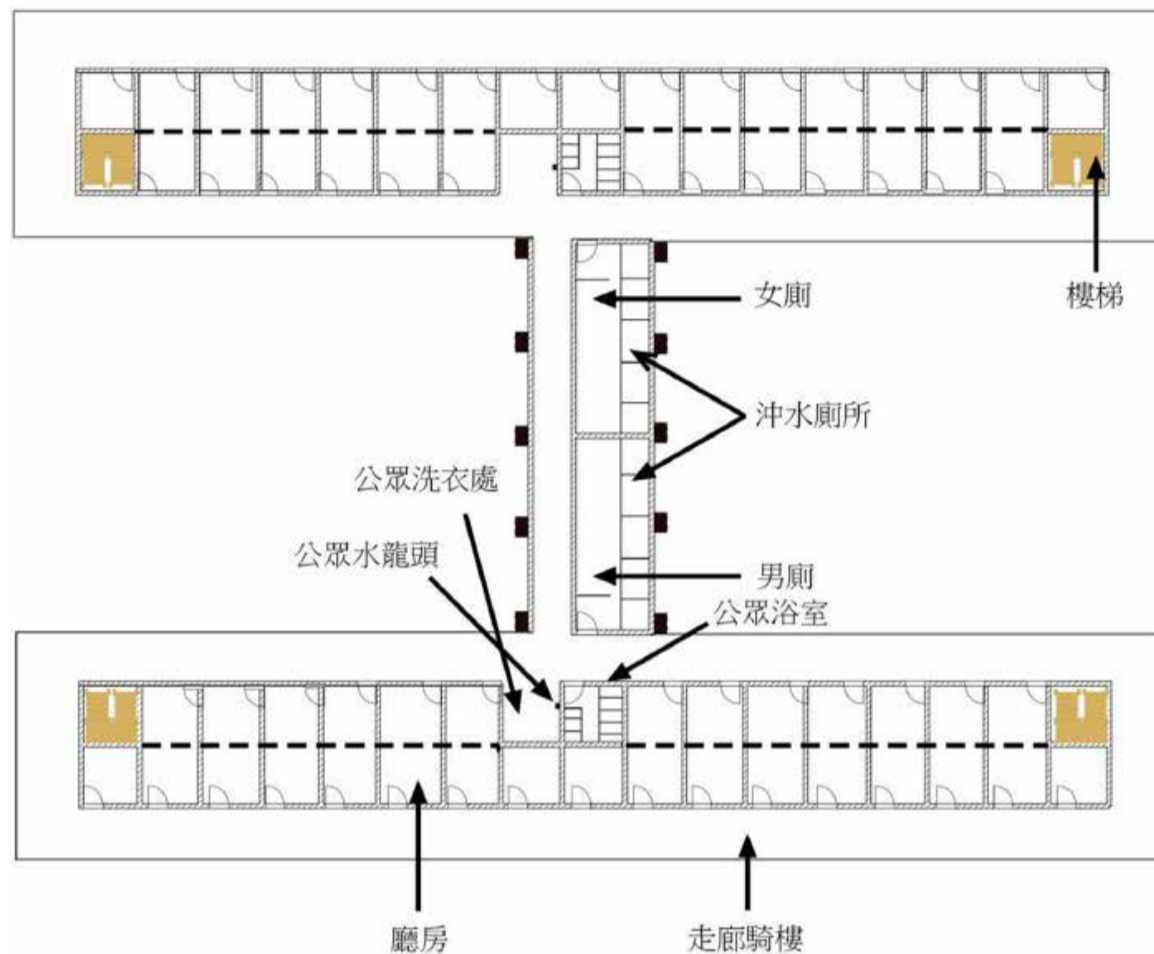 女廁
樓梯
沖水廁所
公眾洗衣處
公眾水龍頭
男廁
公眾浴室
廳房
走廊騎樓